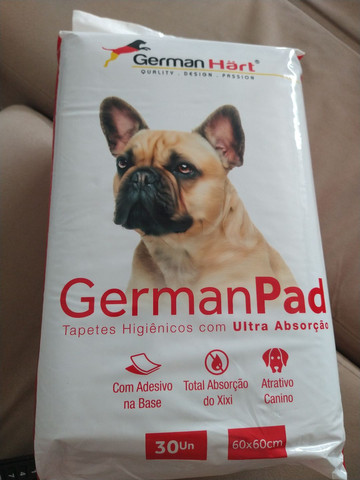 German Härt®
QUALITY . DESIGN . PASSION
GermanPad
Tapetes Higiênicos com Ultra Absorção
Com Adesivo
na Base
Total Absorção
do Xixi
Atrativo
Canino
30Un
60x60cm